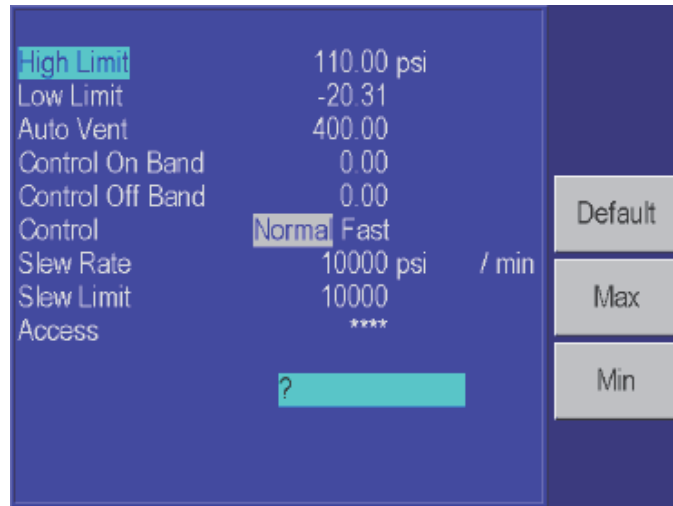 High Limit 110.00 psi
Low Limit -20.31
Auto Vent 400.00
Control On Band 0.00
Control Off Band 0.00
Control Normal Fast
Slew Rate 10000 psi / min
Slew Limit 10000
Access ****
?
Default
Max
Min